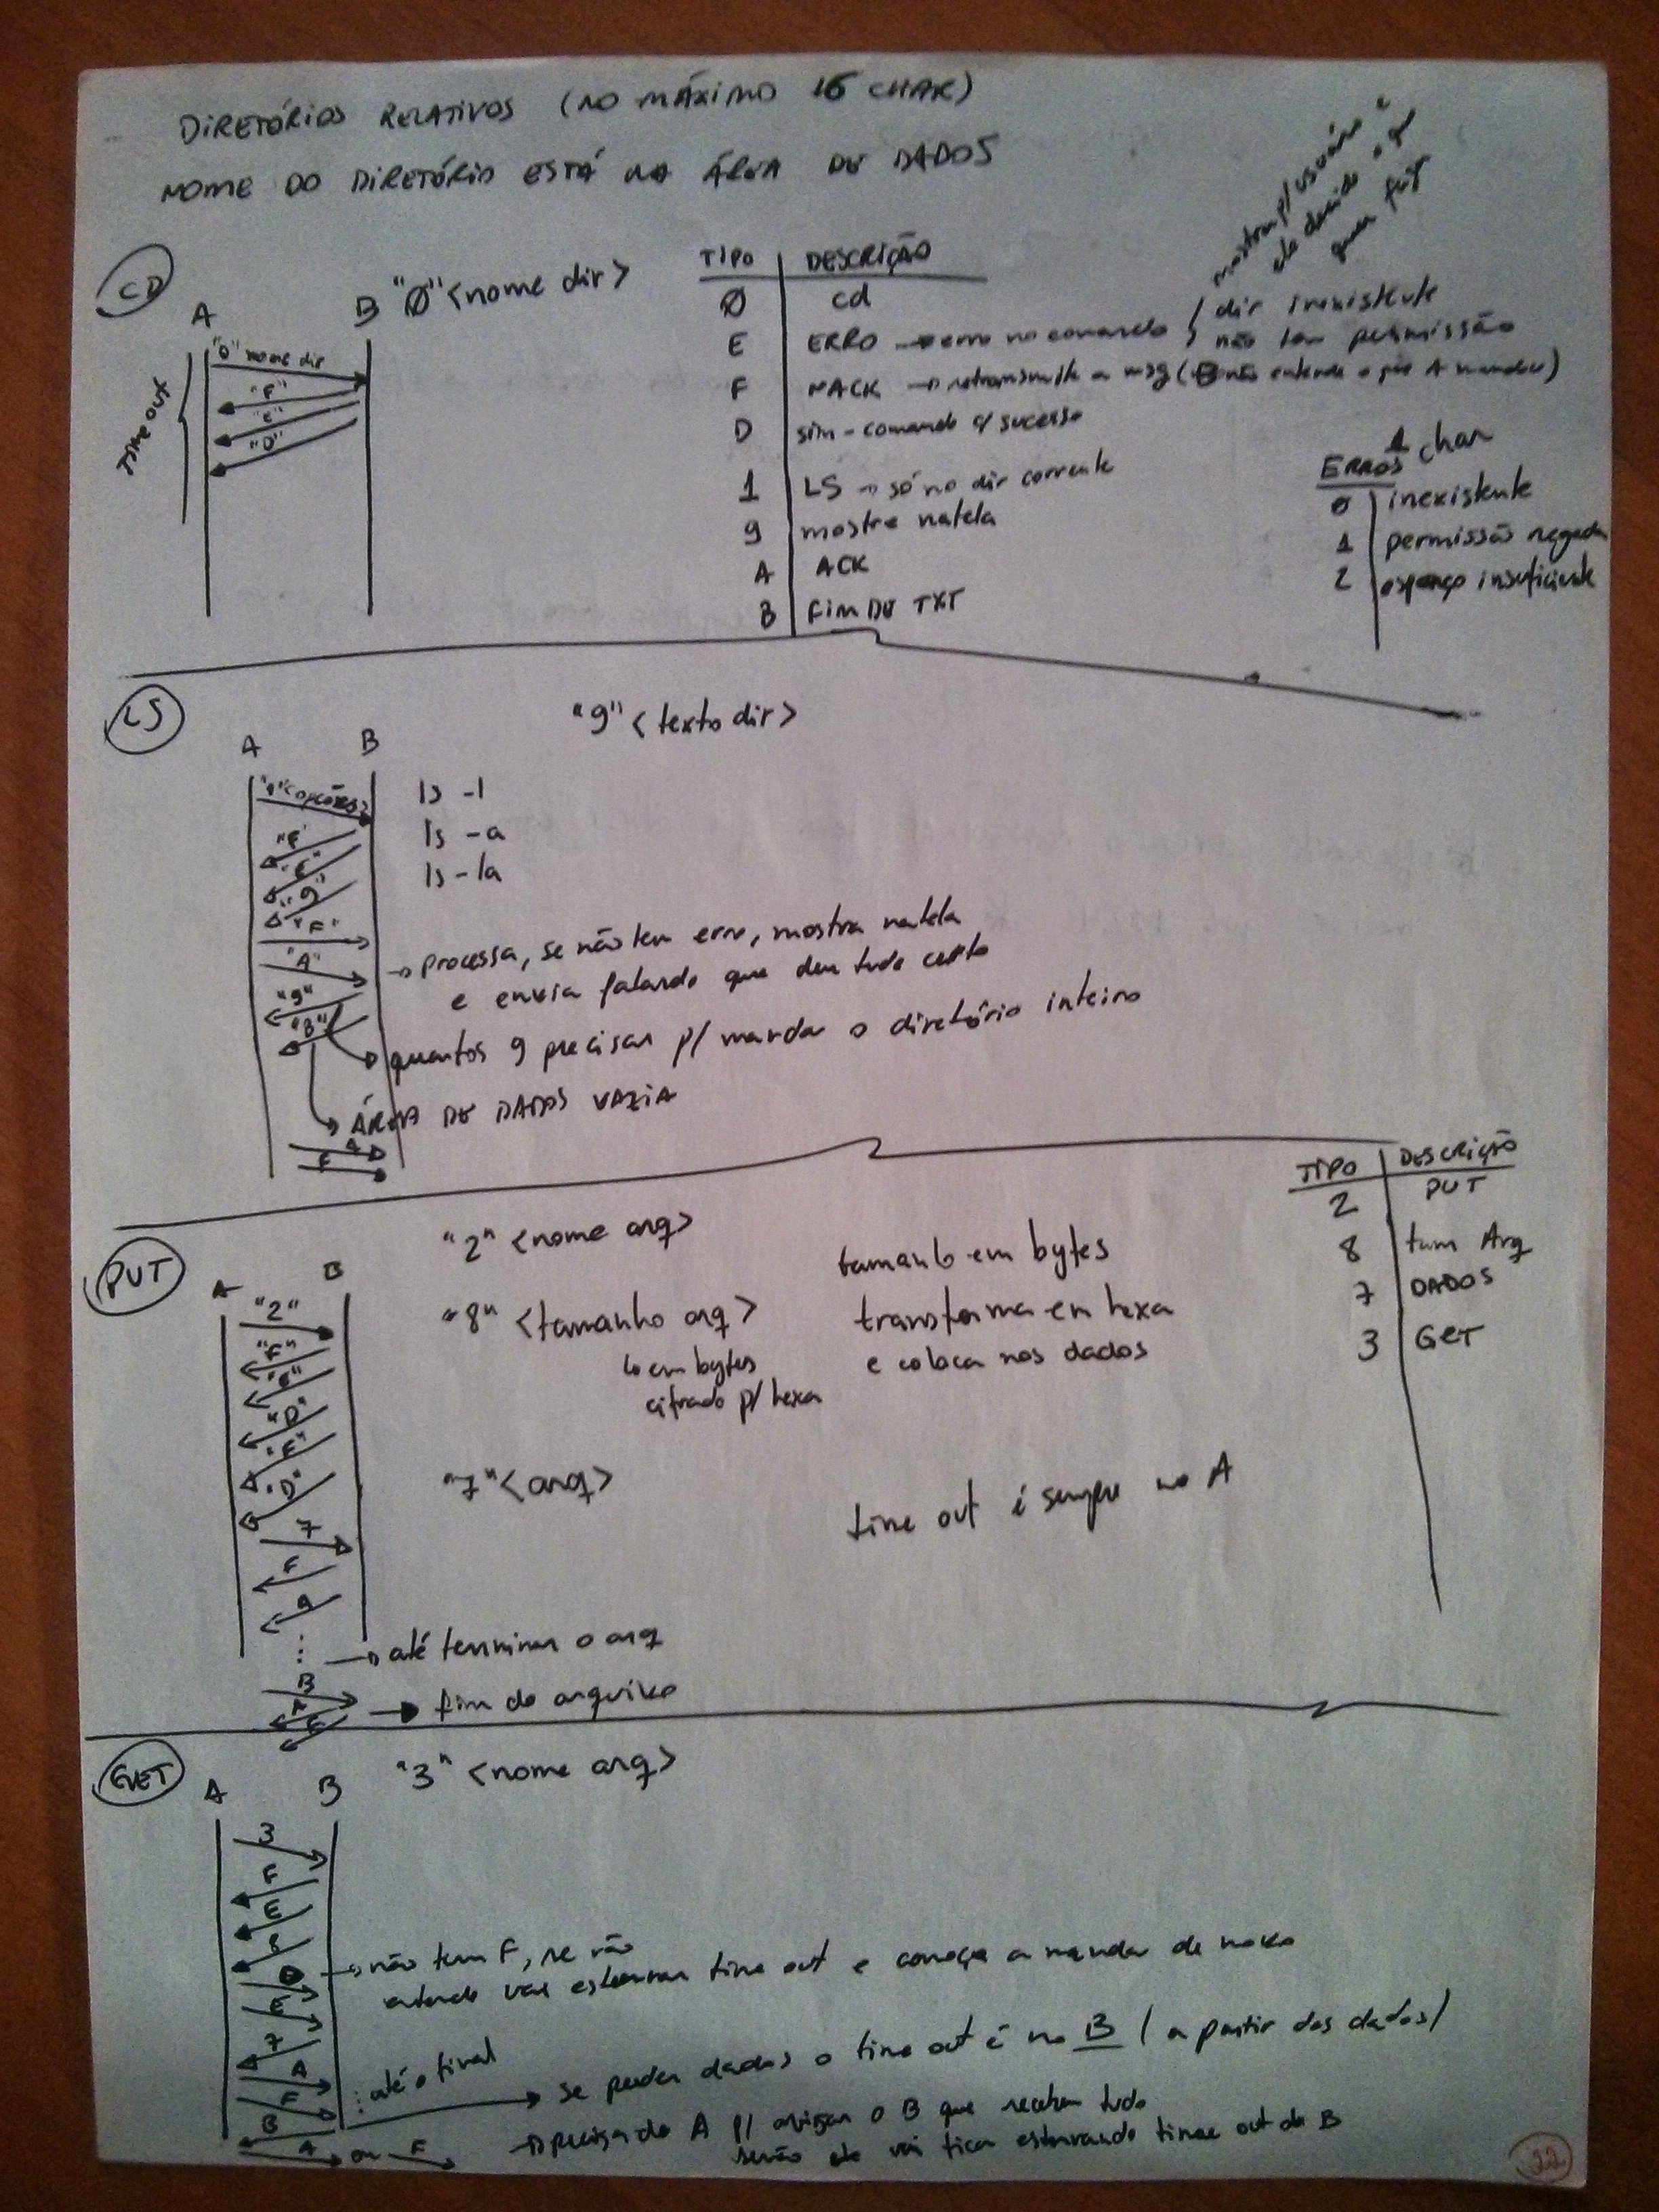 DIRETÓRIOS RELATIVOS (NO MÁXIMO 16 CHAR)
NOME DO DIRETÓRIO ESTÁ NA ÁREA DE DADOS
mostra p/ usuário e
ele decide o que
quer fazer
CD
A B "Ø" <nome dir>
TIME OUT
"0" nome dir
"F"
"E"
"D"
TIPO DESCRIÇÃO
Ø cd
E ERRO → erro no comando dir inexistente
não tem permissão
F NACK → retransmite a msg (B não entende o que A mandou)
D sim - comando c/ sucesso
1 LS → só no dir corrente
9 mostre na tela
A ACK
B FIM DE TXT
1 char
ERROS
0 inexistente
1 permissão negada
2 espaço insuficiente
LS
"9" <texto dir>
A B
"1" <opções>
"F"
"E"
"9"
"F"
"A"
"9"
"B"
ls -l
ls -a
ls -la
→ processa, se não tem erro, mostra na tela
e envia falando que deu tudo certo
quantos 9 precisar p/ mandar o diretório inteiro
ÁREA DE DADOS VAZIA
A
F
PUT
A B
"2" <nome arq>
"8" <tamanho arq>
↳ em bytes
cifrado p/ hexa
"7" <arq>
tamanho em bytes
transforma em hexa
e coloca nos dados
time out é sempre no A
TIPO DESCRIÇÃO
2 PUT
8 tam Arq
7 DADOS
3 GET
"2"
"F"
"E"
"D"
"E"
"D"
7
F
⋮ → até terminar o arq
B
A → fim do arquivo
GET
A B "3" <nome arq>
3
F
E
→ não tem F, se não
entende vai estourar time out e começa a mandar de novo
E
7
A
F
⋮ até o final
→ se perder dados o time out é no B (a partir dos dados)
B
A ou F
→ precisa do A p/ avisar o B que recebeu tudo
senão ele vai ficar estourando time out do B
22